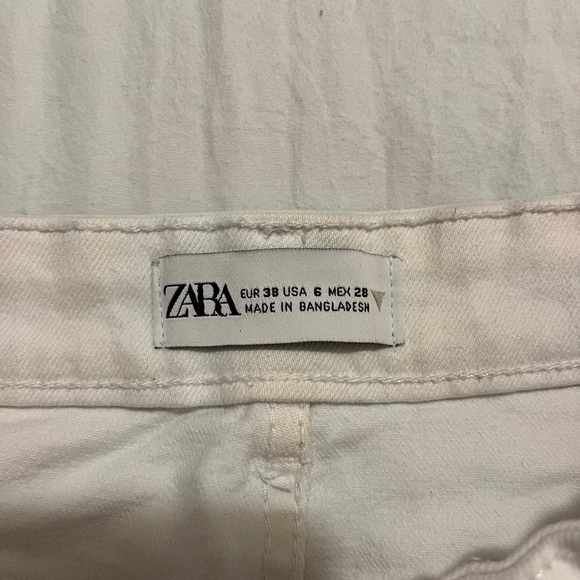 ZARA
EUR 38 USA 6 MEX 28
MADE IN BANGLADESH